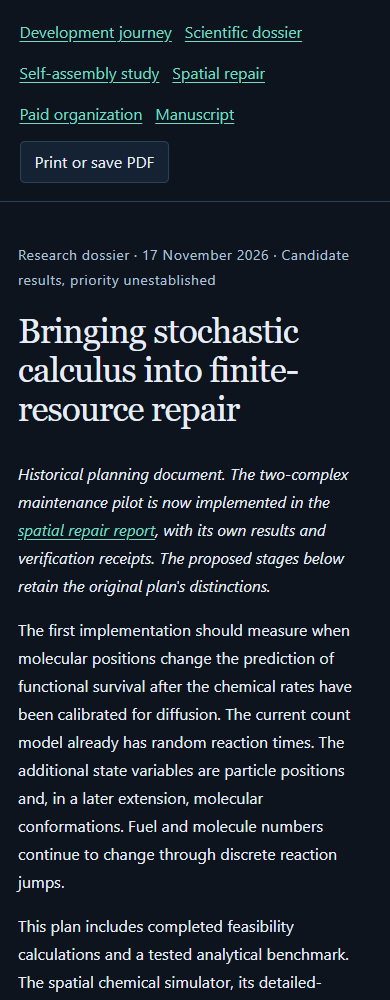 Development journey Scientific dossier
Self-assembly study Spatial repair
Paid organization Manuscript
Print or save PDF
Research dossier · 17 November 2026 · Candidate
results, priority unestablished
Bringing stochastic
calculus into finite-
resource repair
Historical planning document. The two-complex
maintenance pilot is now implemented in the
spatial repair report, with its own results and
verification receipts. The proposed stages below
retain the original plan's distinctions.
The first implementation should measure when
molecular positions change the prediction of
functional survival after the chemical rates have
been calibrated for diffusion. The current count
model already has random reaction times. The
additional state variables are particle positions
and, in a later extension, molecular
conformations. Fuel and molecule numbers
continue to change through discrete reaction
jumps.
This plan includes completed feasibility
calculations and a tested analytical benchmark.
The spatial chemical simulator, its detailed-